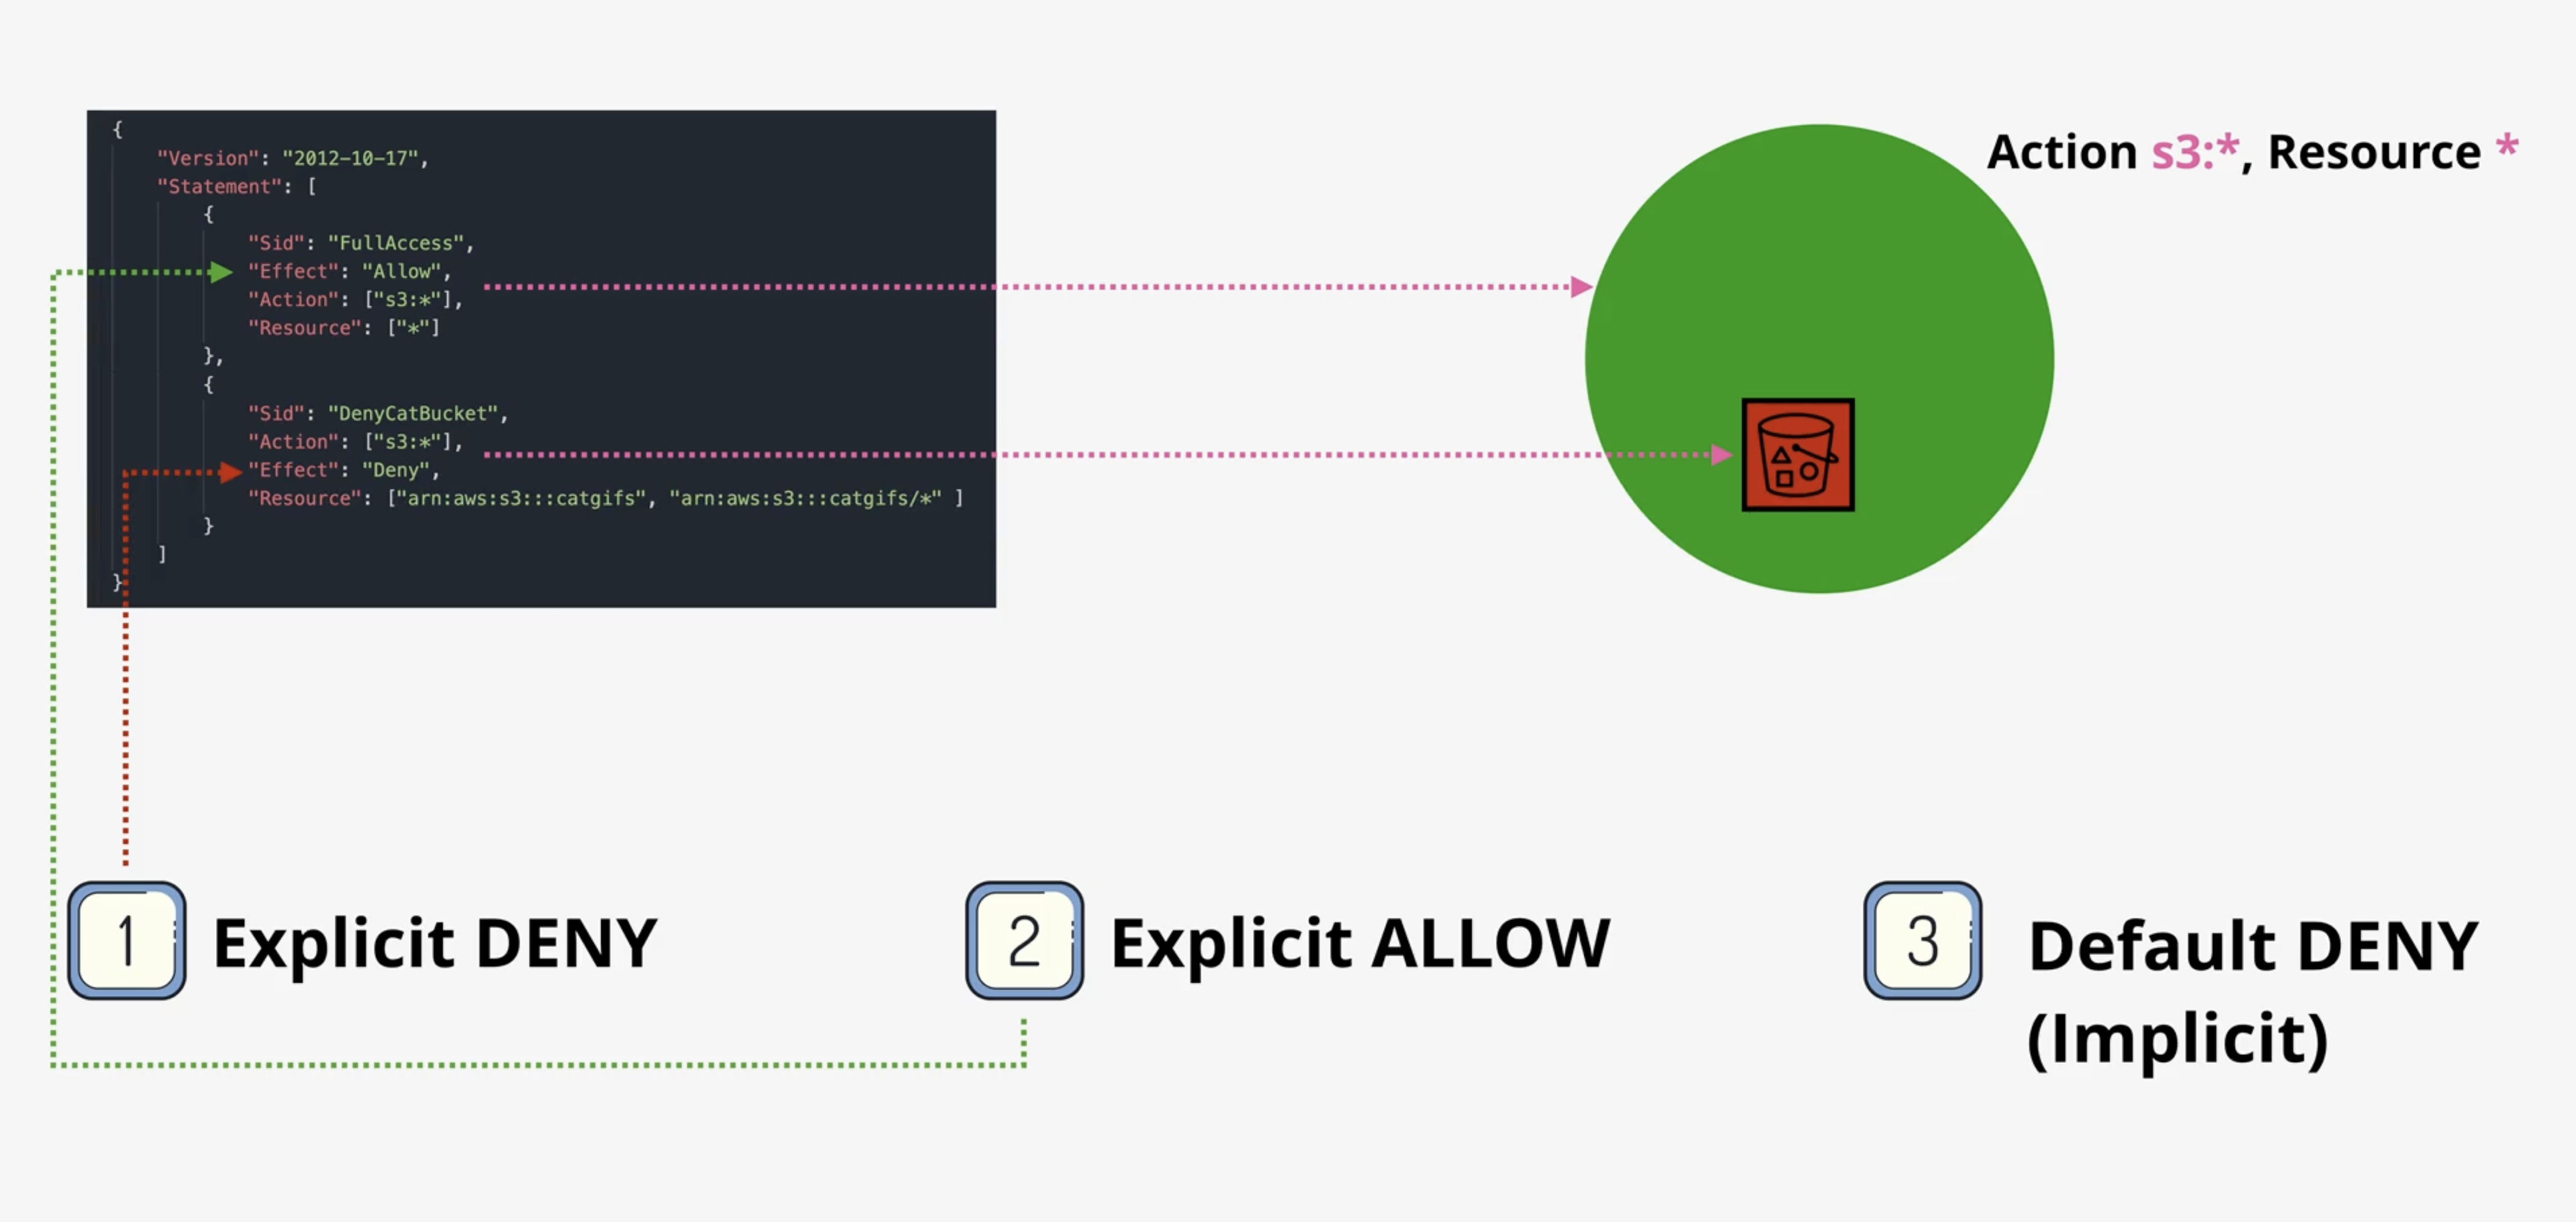 {
"Version": "2012-10-17",
"Statement": [
{
"Sid": "FullAccess",
"Effect": "Allow",
"Action": ["s3:*"],
"Resource": ["*"]
},
{
"Sid": "DenyCatBucket",
"Action": ["s3:*"],
"Effect": "Deny",
"Resource": ["arn:aws:s3:::catgifs", "arn:aws:s3:::catgifs/*" ]
}
]
}
Action s3:*, Resource *
1 Explicit DENY
2 Explicit ALLOW
3 Default DENY
(Implicit)